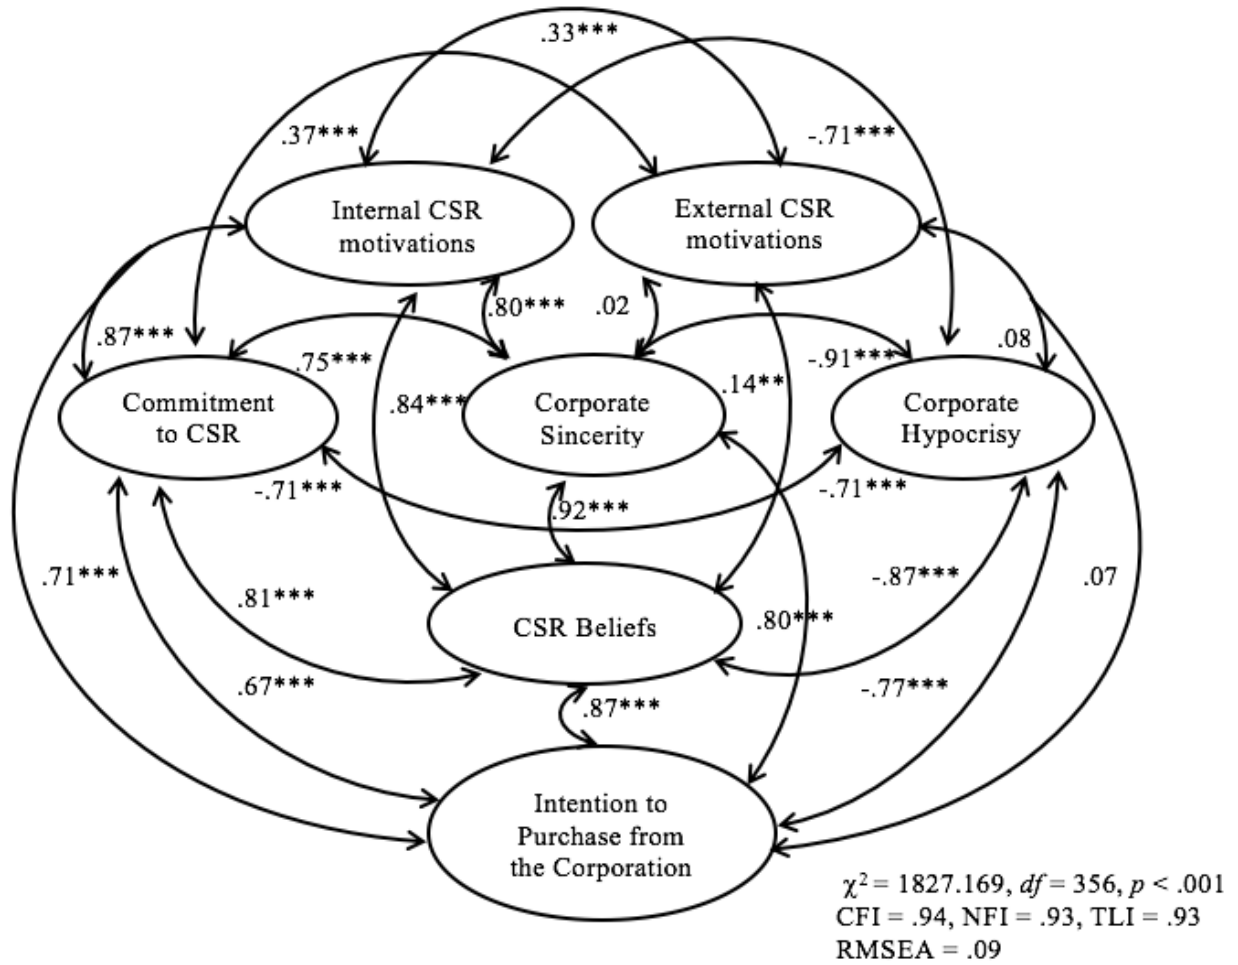 .33***
.37***
-.71***
Internal CSR
motivations
External CSR
motivations
.80***
.02
.87***
.75***
-.91***
.08
.84***
.14**
Commitment
to CSR
Corporate
Sincerity
Corporate
Hypocrisy
-.71***
-.71***
.92***
.71***
.81***
-.87***
.07
CSR Beliefs
.80***
.67***
-.77***
.87***
Intention to
Purchase from
the Corporation
χ² = 1827.169, df = 356, p < .001
CFI = .94, NFI = .93, TLI = .93
RMSEA = .09